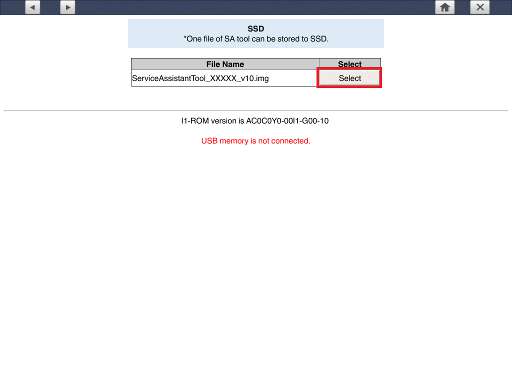 SSD
*One file of SA tool can be stored to SSD.
File Name Select
ServiceAssistantTool_XXXXX_v10.img Select
I1-ROM version is AC0C0Y0-00I1-G00-10
USB memory is not connected.